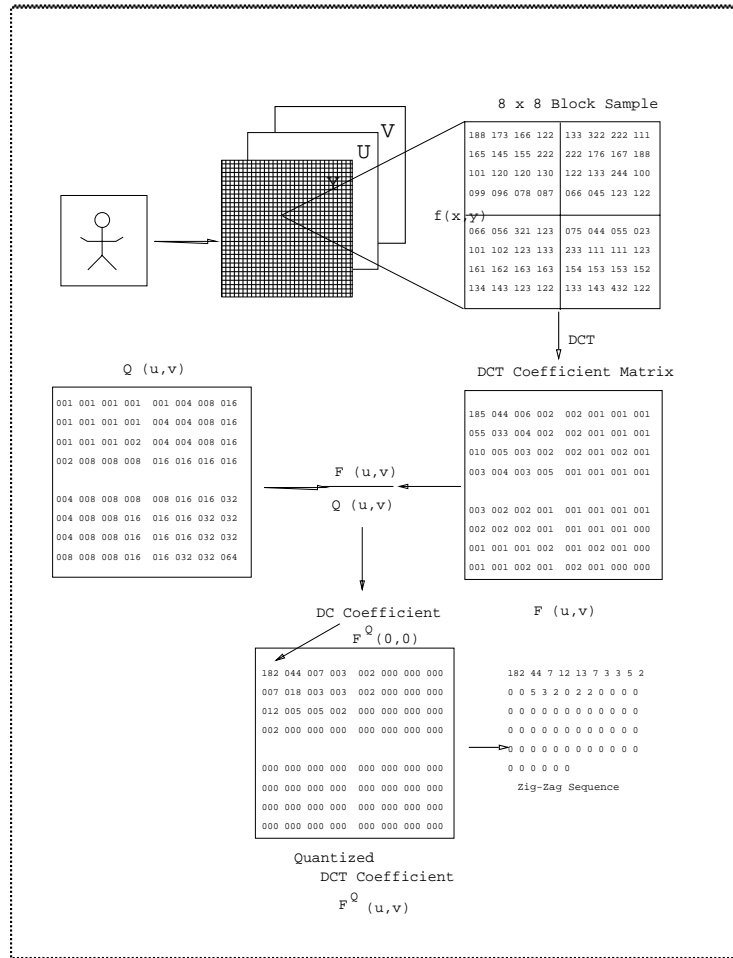 8 x 8 Block Sample
V
U
Y
f(x,y)
188 173 166 122 133 322 222 111
165 145 155 222 222 176 167 188
101 120 120 130 122 133 244 100
099 096 078 087 066 045 123 122
066 056 321 123 075 044 055 023
101 102 123 133 233 111 111 123
161 162 163 163 154 153 153 152
134 143 123 122 133 143 432 122
DCT
Q (u,v)
001 001 001 001 001 004 008 016
001 001 001 001 004 004 008 016
001 001 001 002 004 004 008 016
002 008 008 008 016 016 016 016
004 008 008 008 008 016 016 032
004 008 008 016 016 016 032 032
004 008 008 016 016 016 032 032
008 008 008 016 016 032 032 064
F (u,v)
Q (u,v)
DCT Coefficient Matrix
185 044 006 002 002 001 001 001
055 033 004 002 002 001 001 001
010 005 003 002 002 001 002 001
003 004 003 005 001 001 001 001
003 002 002 001 001 001 001 001
002 002 002 001 001 001 001 000
001 001 001 002 001 002 001 000
001 001 002 001 002 001 000 000
F (u,v)
DC Coefficient
F^Q (0,0)
182 044 007 003 002 000 000 000
007 018 003 003 002 000 000 000
012 005 005 002 000 000 000 000
002 000 000 000 000 000 000 000
000 000 000 000 000 000 000 000
000 000 000 000 000 000 000 000
000 000 000 000 000 000 000 000
000 000 000 000 000 000 000 000
Quantized
DCT Coefficient
F^Q (u,v)
182 44 7 12 13 7 3 3 5 2
0 0 5 3 2 0 2 2 0 0 0 0
0 0 0 0 0 0 0 0 0 0 0 0
0 0 0 0 0 0 0 0 0 0 0 0
0 0 0 0 0 0 0 0 0 0 0 0
0 0 0 0 0 0
Zig-Zag Sequence